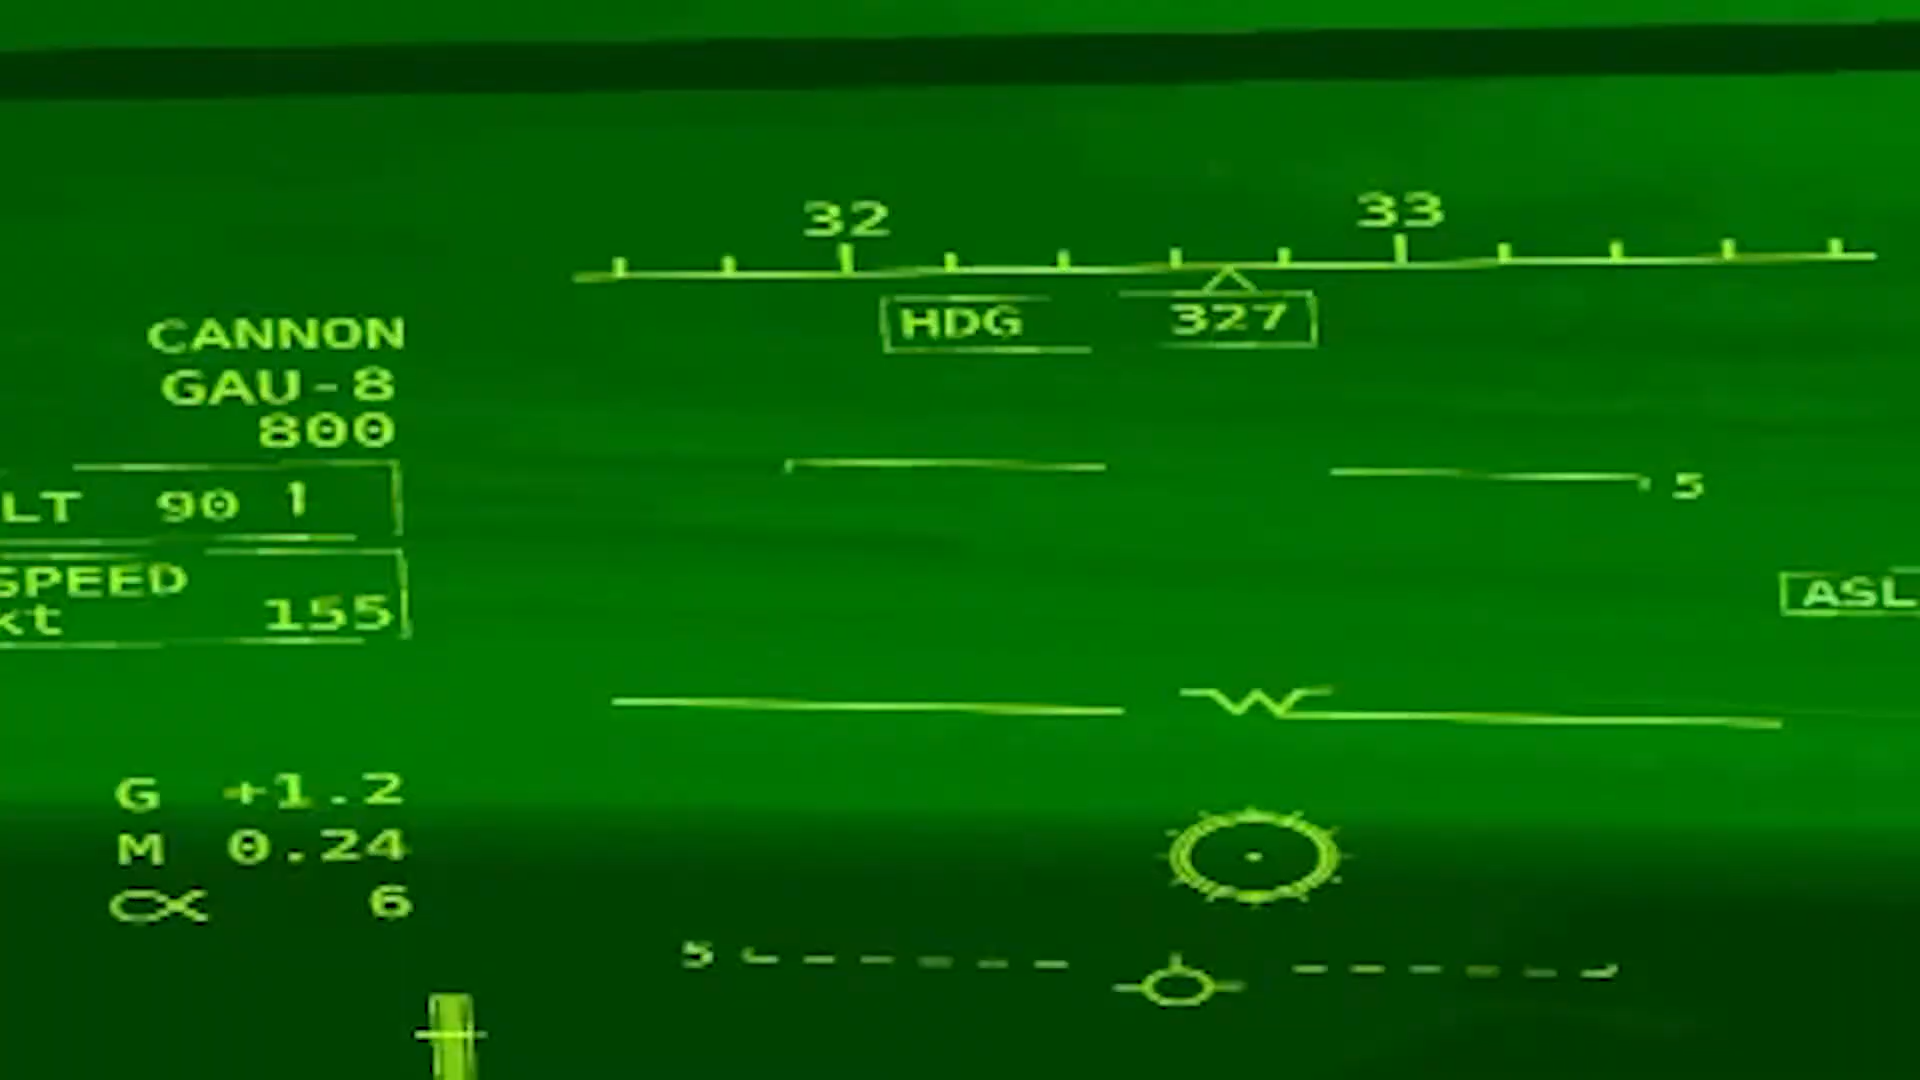 32 33
HDG 327
CANNON
GAU-8
800
LT 90
5
SPEED
kt 155
ASL
G +1.2
M 0.24
α 6
5